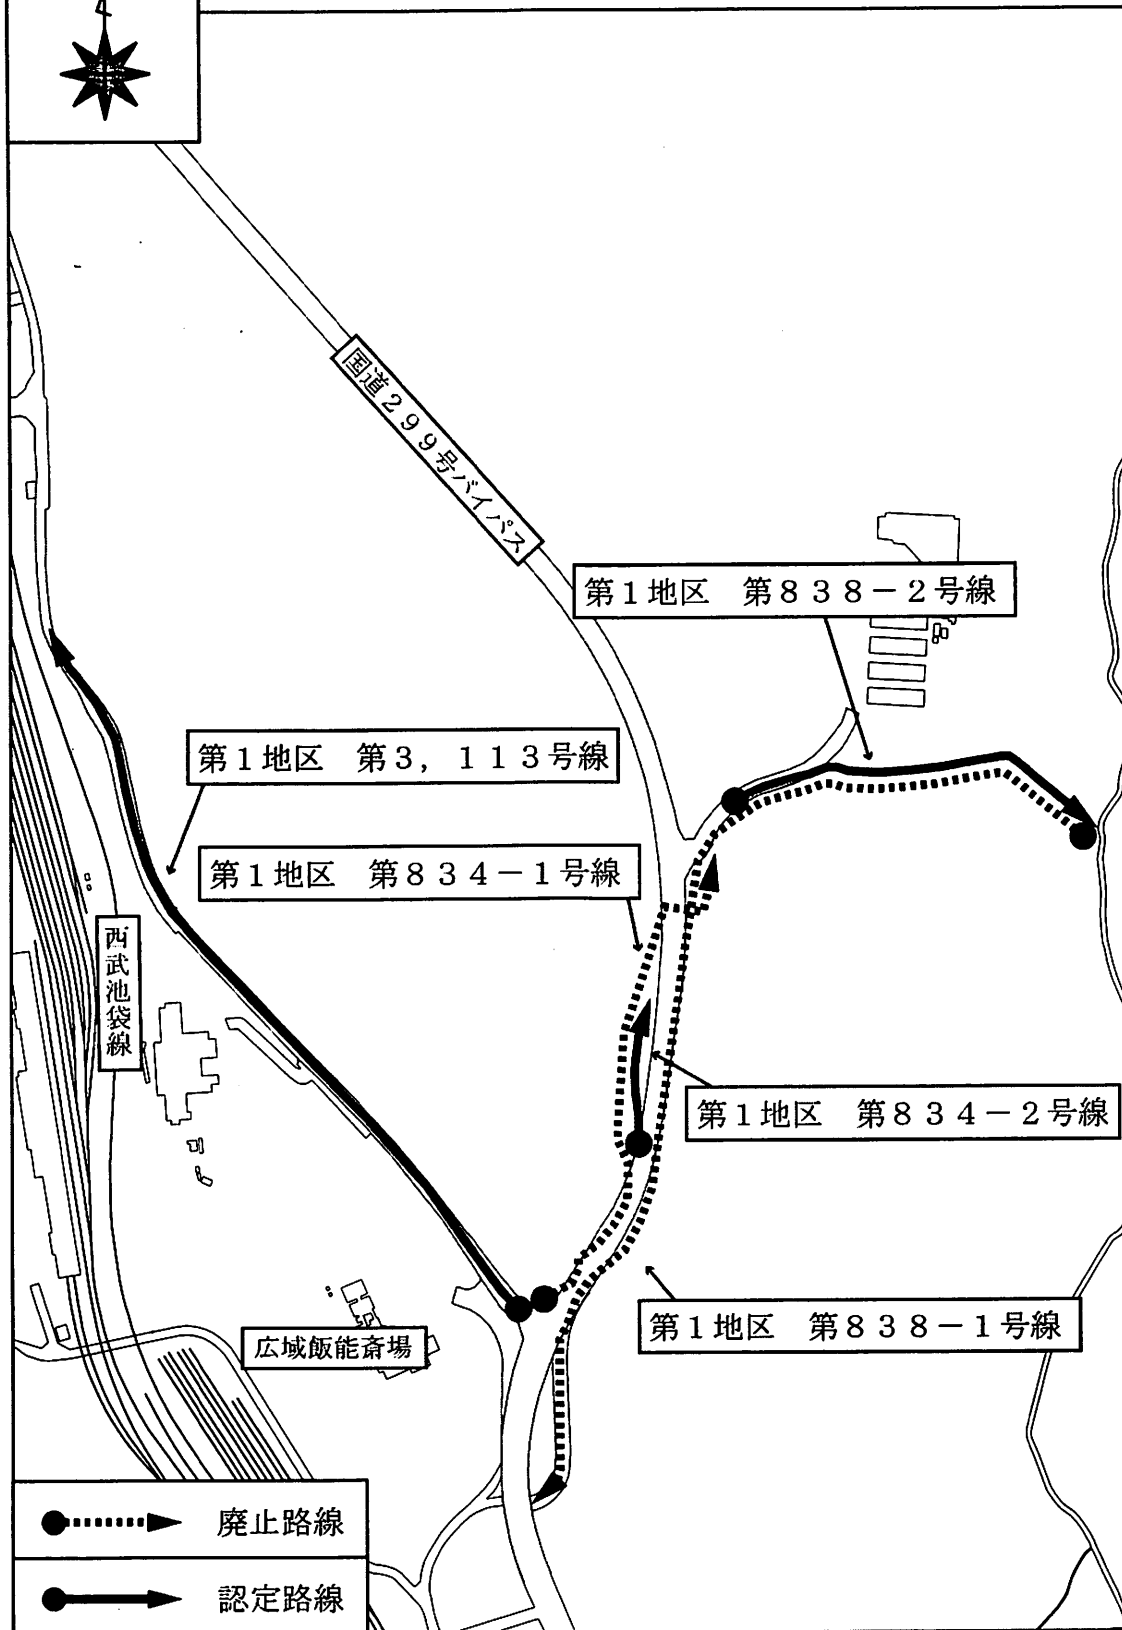 国道299号バイパス
第1地区 第838-2号線
第1地区 第3,113号線
第1地区 第834-1号線
西武池袋線
第1地区 第834-2号線
第1地区 第838-1号線
広域飯能斎場
廃止路線
認定路線